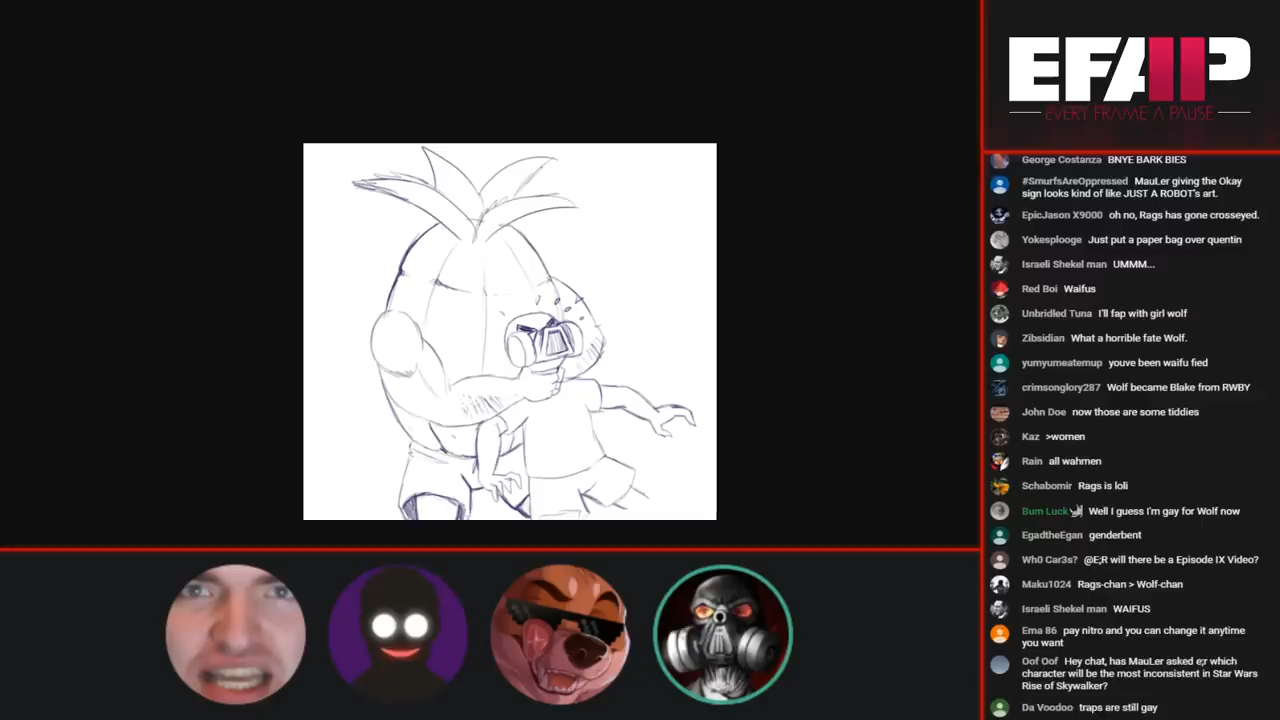 EFAP
EVERY FRAME A PAUSE
George Costanza BNYE BARK BIES
#SmurfsAreOppressed MauLer giving the Okay
sign looks kind of like JUST A ROBOT's art.
EpicJason X9000 oh no, Rags has gone crosseyed.
Yokesplooge Just put a paper bag over quentin
Israeli Shekel man UMMM...
Red Boi Waifus
Unbridled Tuna I'll fap with girl wolf
Zibsidian What a horrible fate Wolf.
yumyumeatemup youve been waifu fied
crimsonglory287 Wolf became Blake from RWBY
John Doe now those are some tiddies
Kaz >women
Rain all wahmen
Schabomir Rags is loli
Bum Luck Well I guess I'm gay for Wolf now
EgadtheEgan genderbent
Wh0 Car3s? @E;R will there be a Episode IX Video?
Maku1024 Rags-chan > Wolf-chan
Israeli Shekel man WAIFUS
Ema 86 pay nitro and you can change it anytime
you want
Oof Oof Hey chat, has MauLer asked e;r which
character will be the most inconsistent in Star Wars
Rise of Skywalker?
Da Voodoo traps are still gay